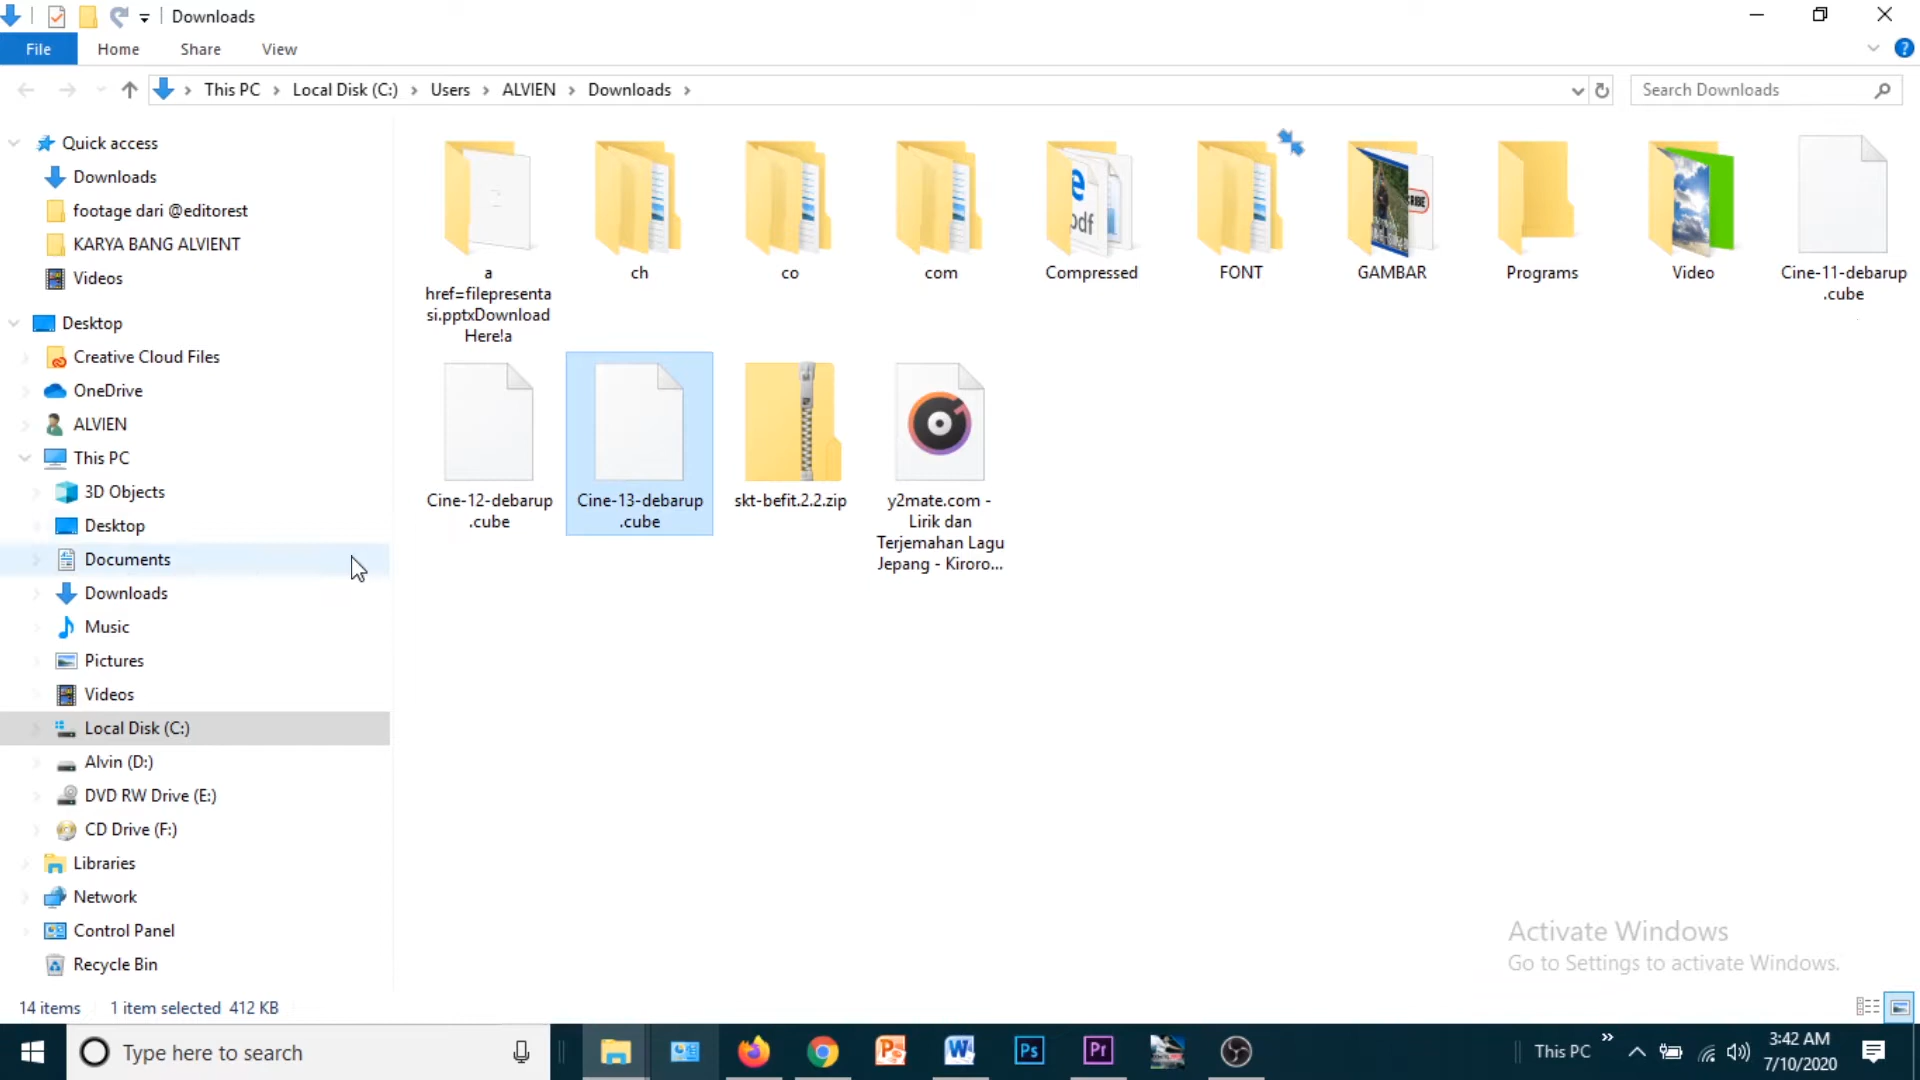 Downloads
File
Home
Share
View
This PC
Local Disk (C:)
Users
ALVIEN
Downloads
Search Downloads
Quick access
Downloads
footage dari @editorest
KARYA BANG ALVIENT
Videos
Desktop
Creative Cloud Files
OneDrive
ALVIEN
This PC
3D Objects
Desktop
Documents
Downloads
Music
Pictures
Videos
Local Disk (C:)
Alvin (D:)
DVD RW Drive (E:)
CD Drive (F:)
Libraries
Network
Control Panel
Recycle Bin
a
href=filepresenta
si.pptxDownload
Here!a
ch
co
com
pdf
Compressed
FONT
GAMBAR
Programs
Video
Cine-11-debarup
.cube
Cine-12-debarup
.cube
Cine-13-debarup
.cube
skt-befit.2.2.zip
y2mate.com -
Lirik dan
Terjemahan Lagu
Jepang - Kiroro...
Activate Windows
Go to Settings to activate Windows.
14 items
1 item selected 412 KB
Type here to search
Ps
Pr
This PC
3:42 AM
7/10/2020